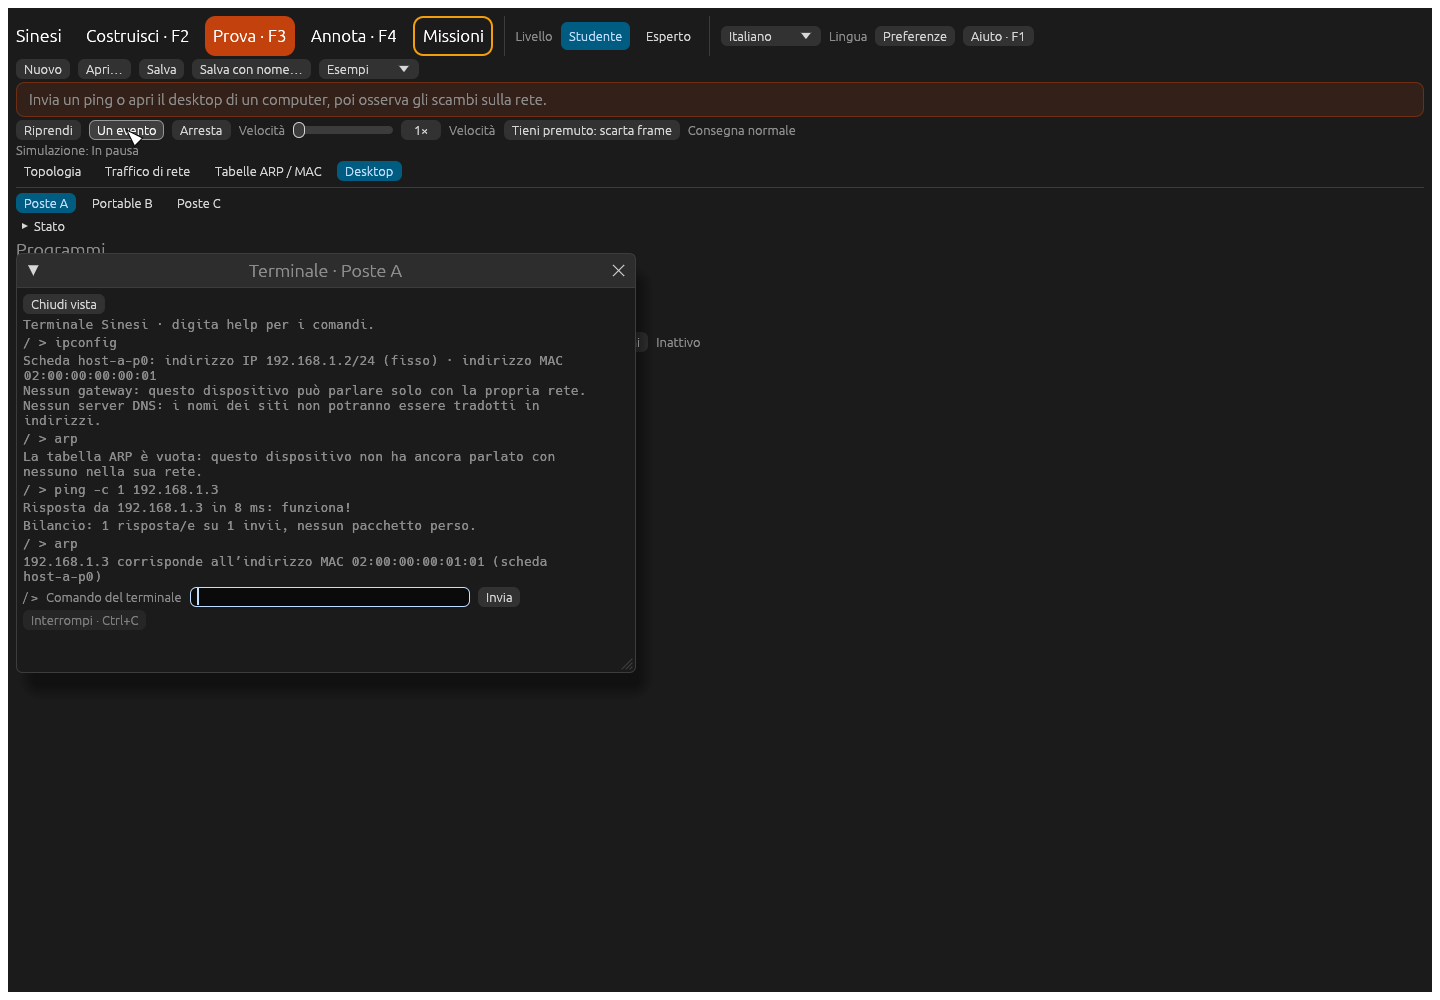 Sinesi Costruisci · F2 Prova · F3 Annota · F4 Missioni Livello Studente Esperto Italiano Lingua Preferenze Aiuto · F1
Nuovo Apri… Salva Salva con nome… Esempi
Invia un ping o apri il desktop di un computer, poi osserva gli scambi sulla rete.
Riprendi Un evento Arresta Velocità 1× Velocità Tieni premuto: scarta frame Consegna normale
Simulazione: In pausa
Topologia Traffico di rete Tabelle ARP / MAC Desktop
Poste A Portable B Poste C
Stato
Programmi
Terminale · Poste A
Chiudi vista
Terminale Sinesi · digita help per i comandi.
/ > ipconfig
Scheda host-a-p0: indirizzo IP 192.168.1.2/24 (fisso) · indirizzo MAC
02:00:00:00:00:01
Nessun gateway: questo dispositivo può parlare solo con la propria rete.
Nessun server DNS: i nomi dei siti non potranno essere tradotti in
indirizzi.
i Inattivo
/ > arp
La tabella ARP è vuota: questo dispositivo non ha ancora parlato con
nessuno nella sua rete.
/ > ping -c 1 192.168.1.3
Risposta da 192.168.1.3 in 8 ms: funziona!
Bilancio: 1 risposta/e su 1 invii, nessun pacchetto perso.
/ > arp
192.168.1.3 corrisponde all’indirizzo MAC 02:00:00:00:01:01 (scheda
host-a-p0)
/ > Comando del terminale Invia
Interrompi · Ctrl+C